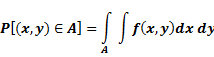 P[(x, y) ∈ A] = ∫_A ∫ f(x, y)dx dy